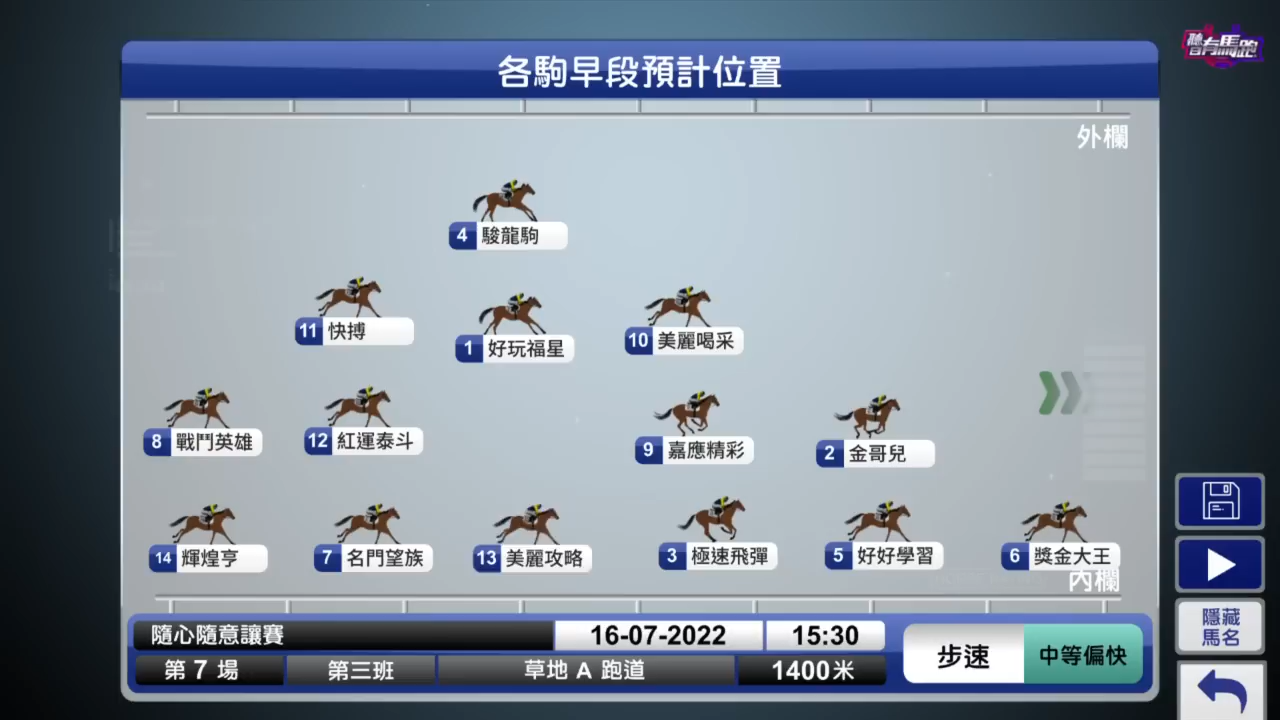 各駒早段預計位置
聽有馬跑
外欄
4 駿龍駒
11 快搏
1 好玩福星
10 美麗喝采
8 戰鬥英雄
12 紅運泰斗
9 嘉應精彩
2 金哥兒
14 輝煌亨
7 名門望族
13 美麗攻略
3 極速飛彈
5 好好學習
6 獎金大王
內欄
隨心隨意讓賽 16-07-2022 15:30
第 7 場 第三班 草地 A 跑道 1400米
步速 中等偏快
隱藏
馬名